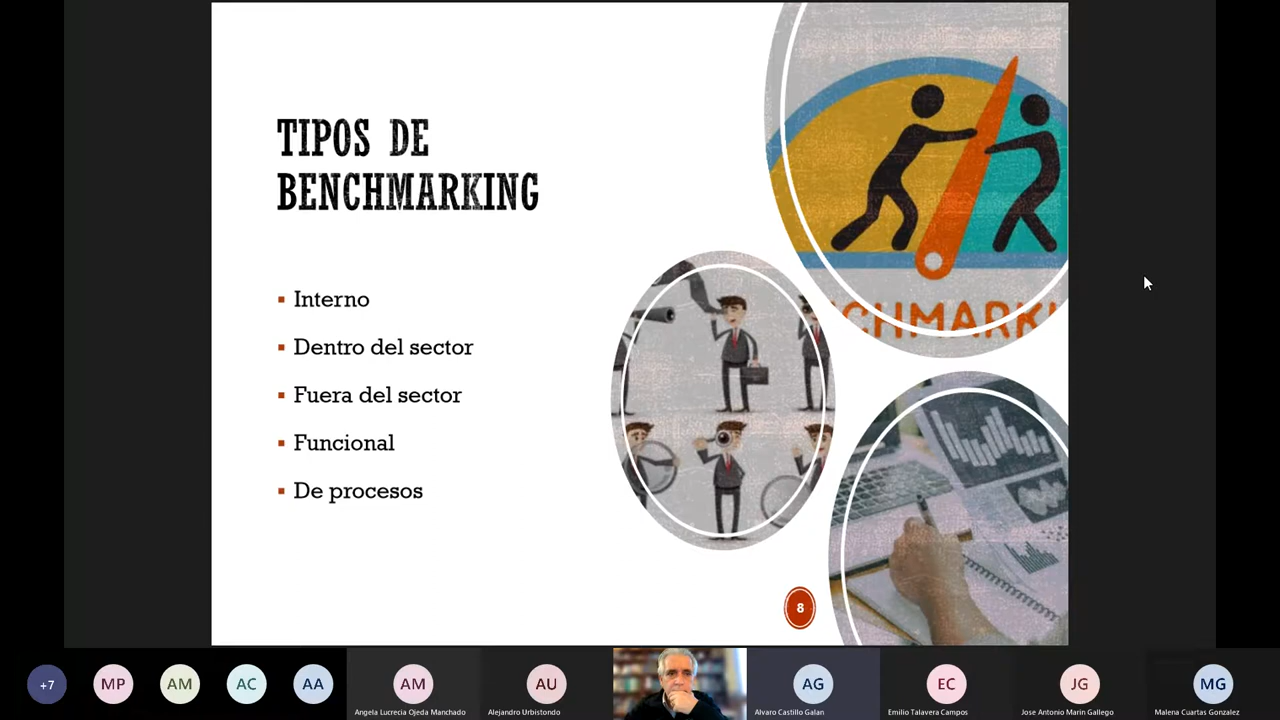 TIPOS DE
BENCHMARKING
Interno
Dentro del sector
Fuera del sector
Funcional
De procesos
CHMARK
8
+7
MP
AM
AC
AA
AM
AU
AG
EC
JG
MG
Angela Lucrecia Ojeda Manchado
Alejandro Urbistondo
Alvaro Castillo Galan
Emilio Talavera Campos
Jose Antonio Marin Gallego
Malena Cuartas Gonzalez